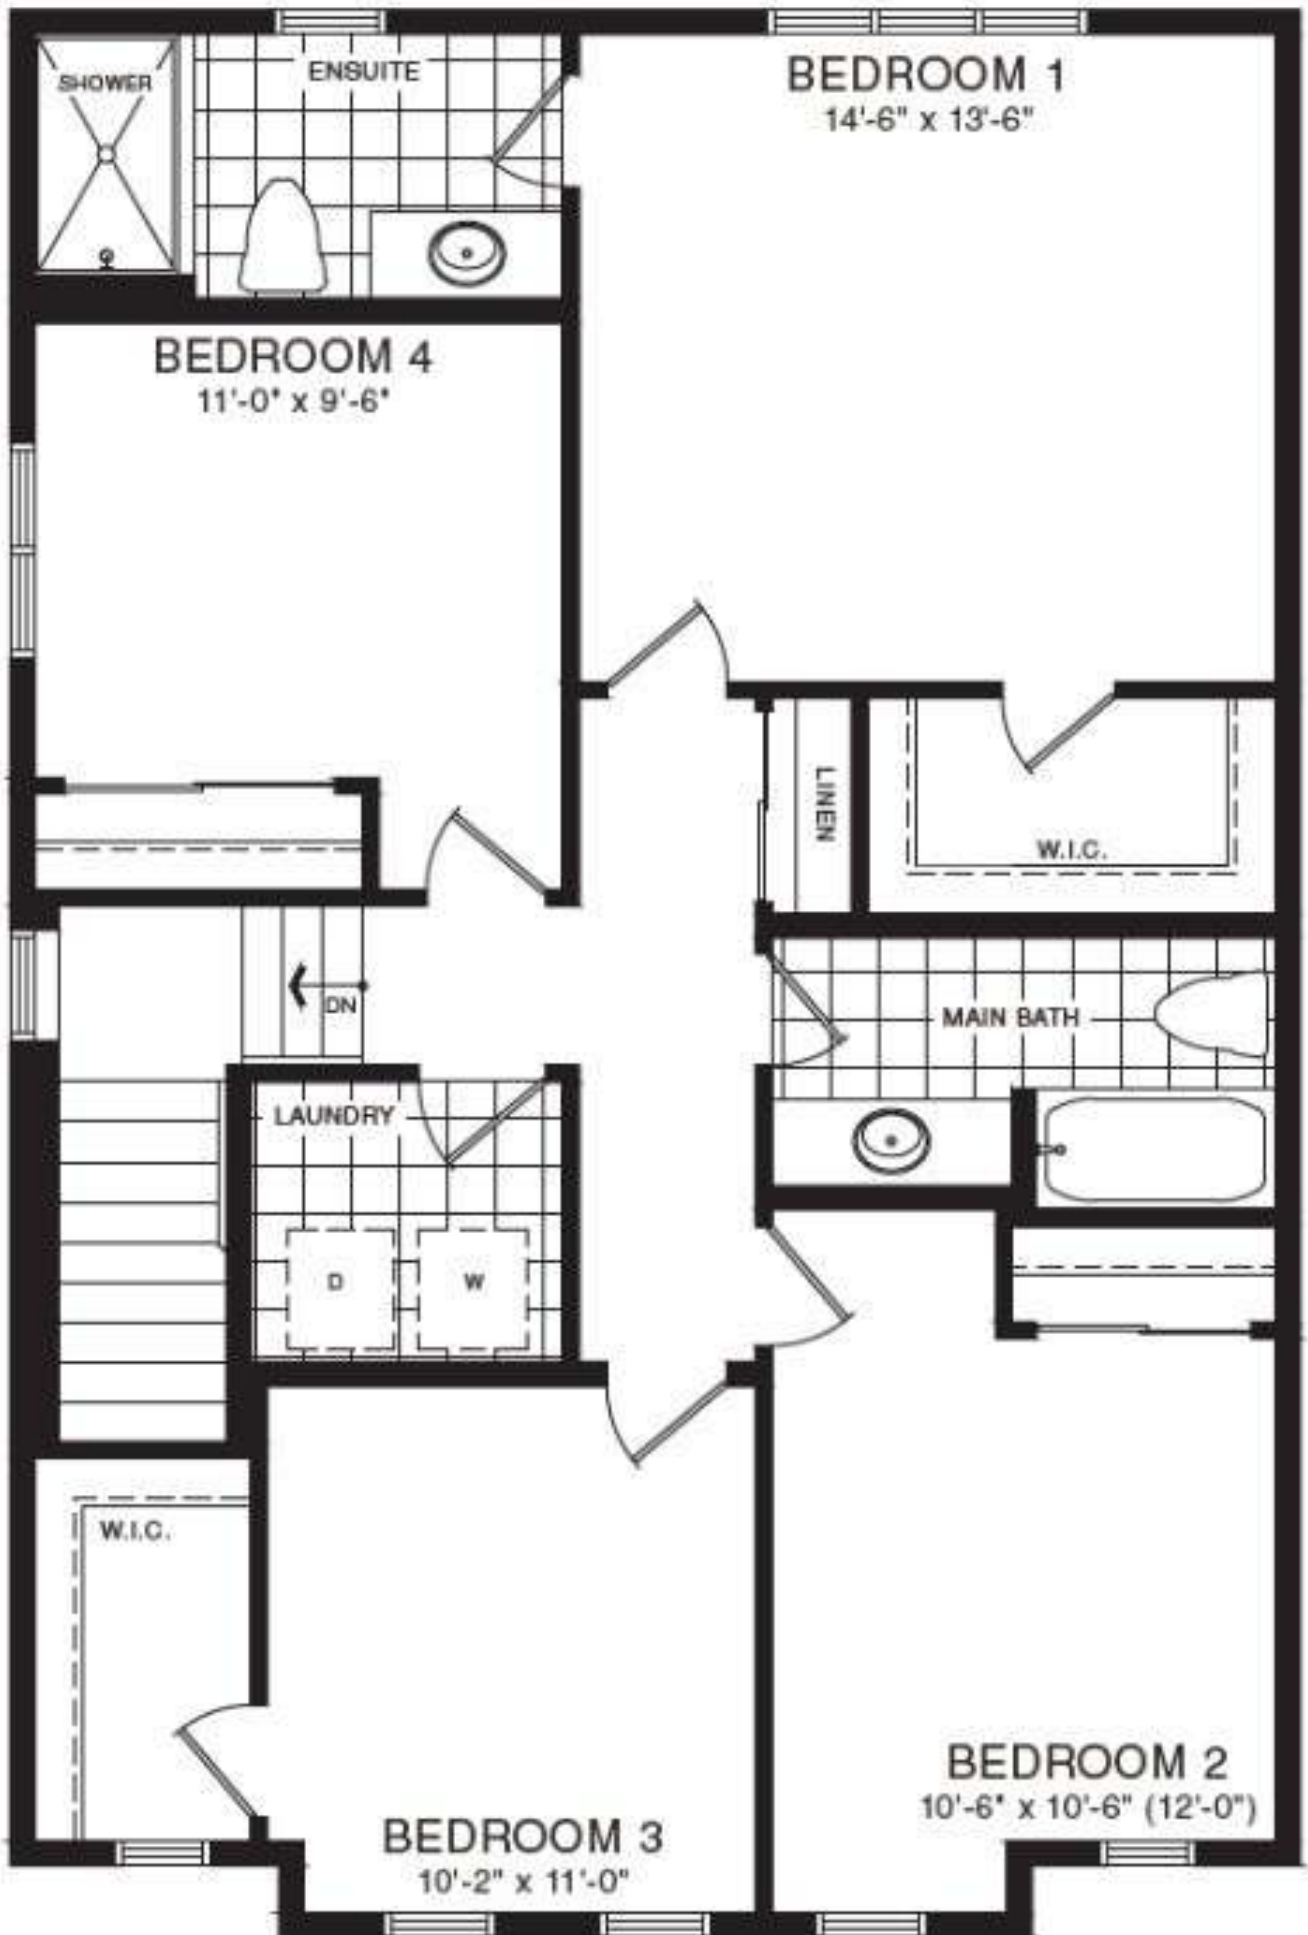 SHOWER
ENSUITE
BEDROOM 1
14'-6" x 13'-6"
BEDROOM 4
11'-0" x 9'-6"
LINEN
W.I.C.
DN
MAIN BATH
LAUNDRY
D
W
W.I.C.
BEDROOM 2
10'-6" x 10'-6" (12'-0")
BEDROOM 3
10'-2" x 11'-0"